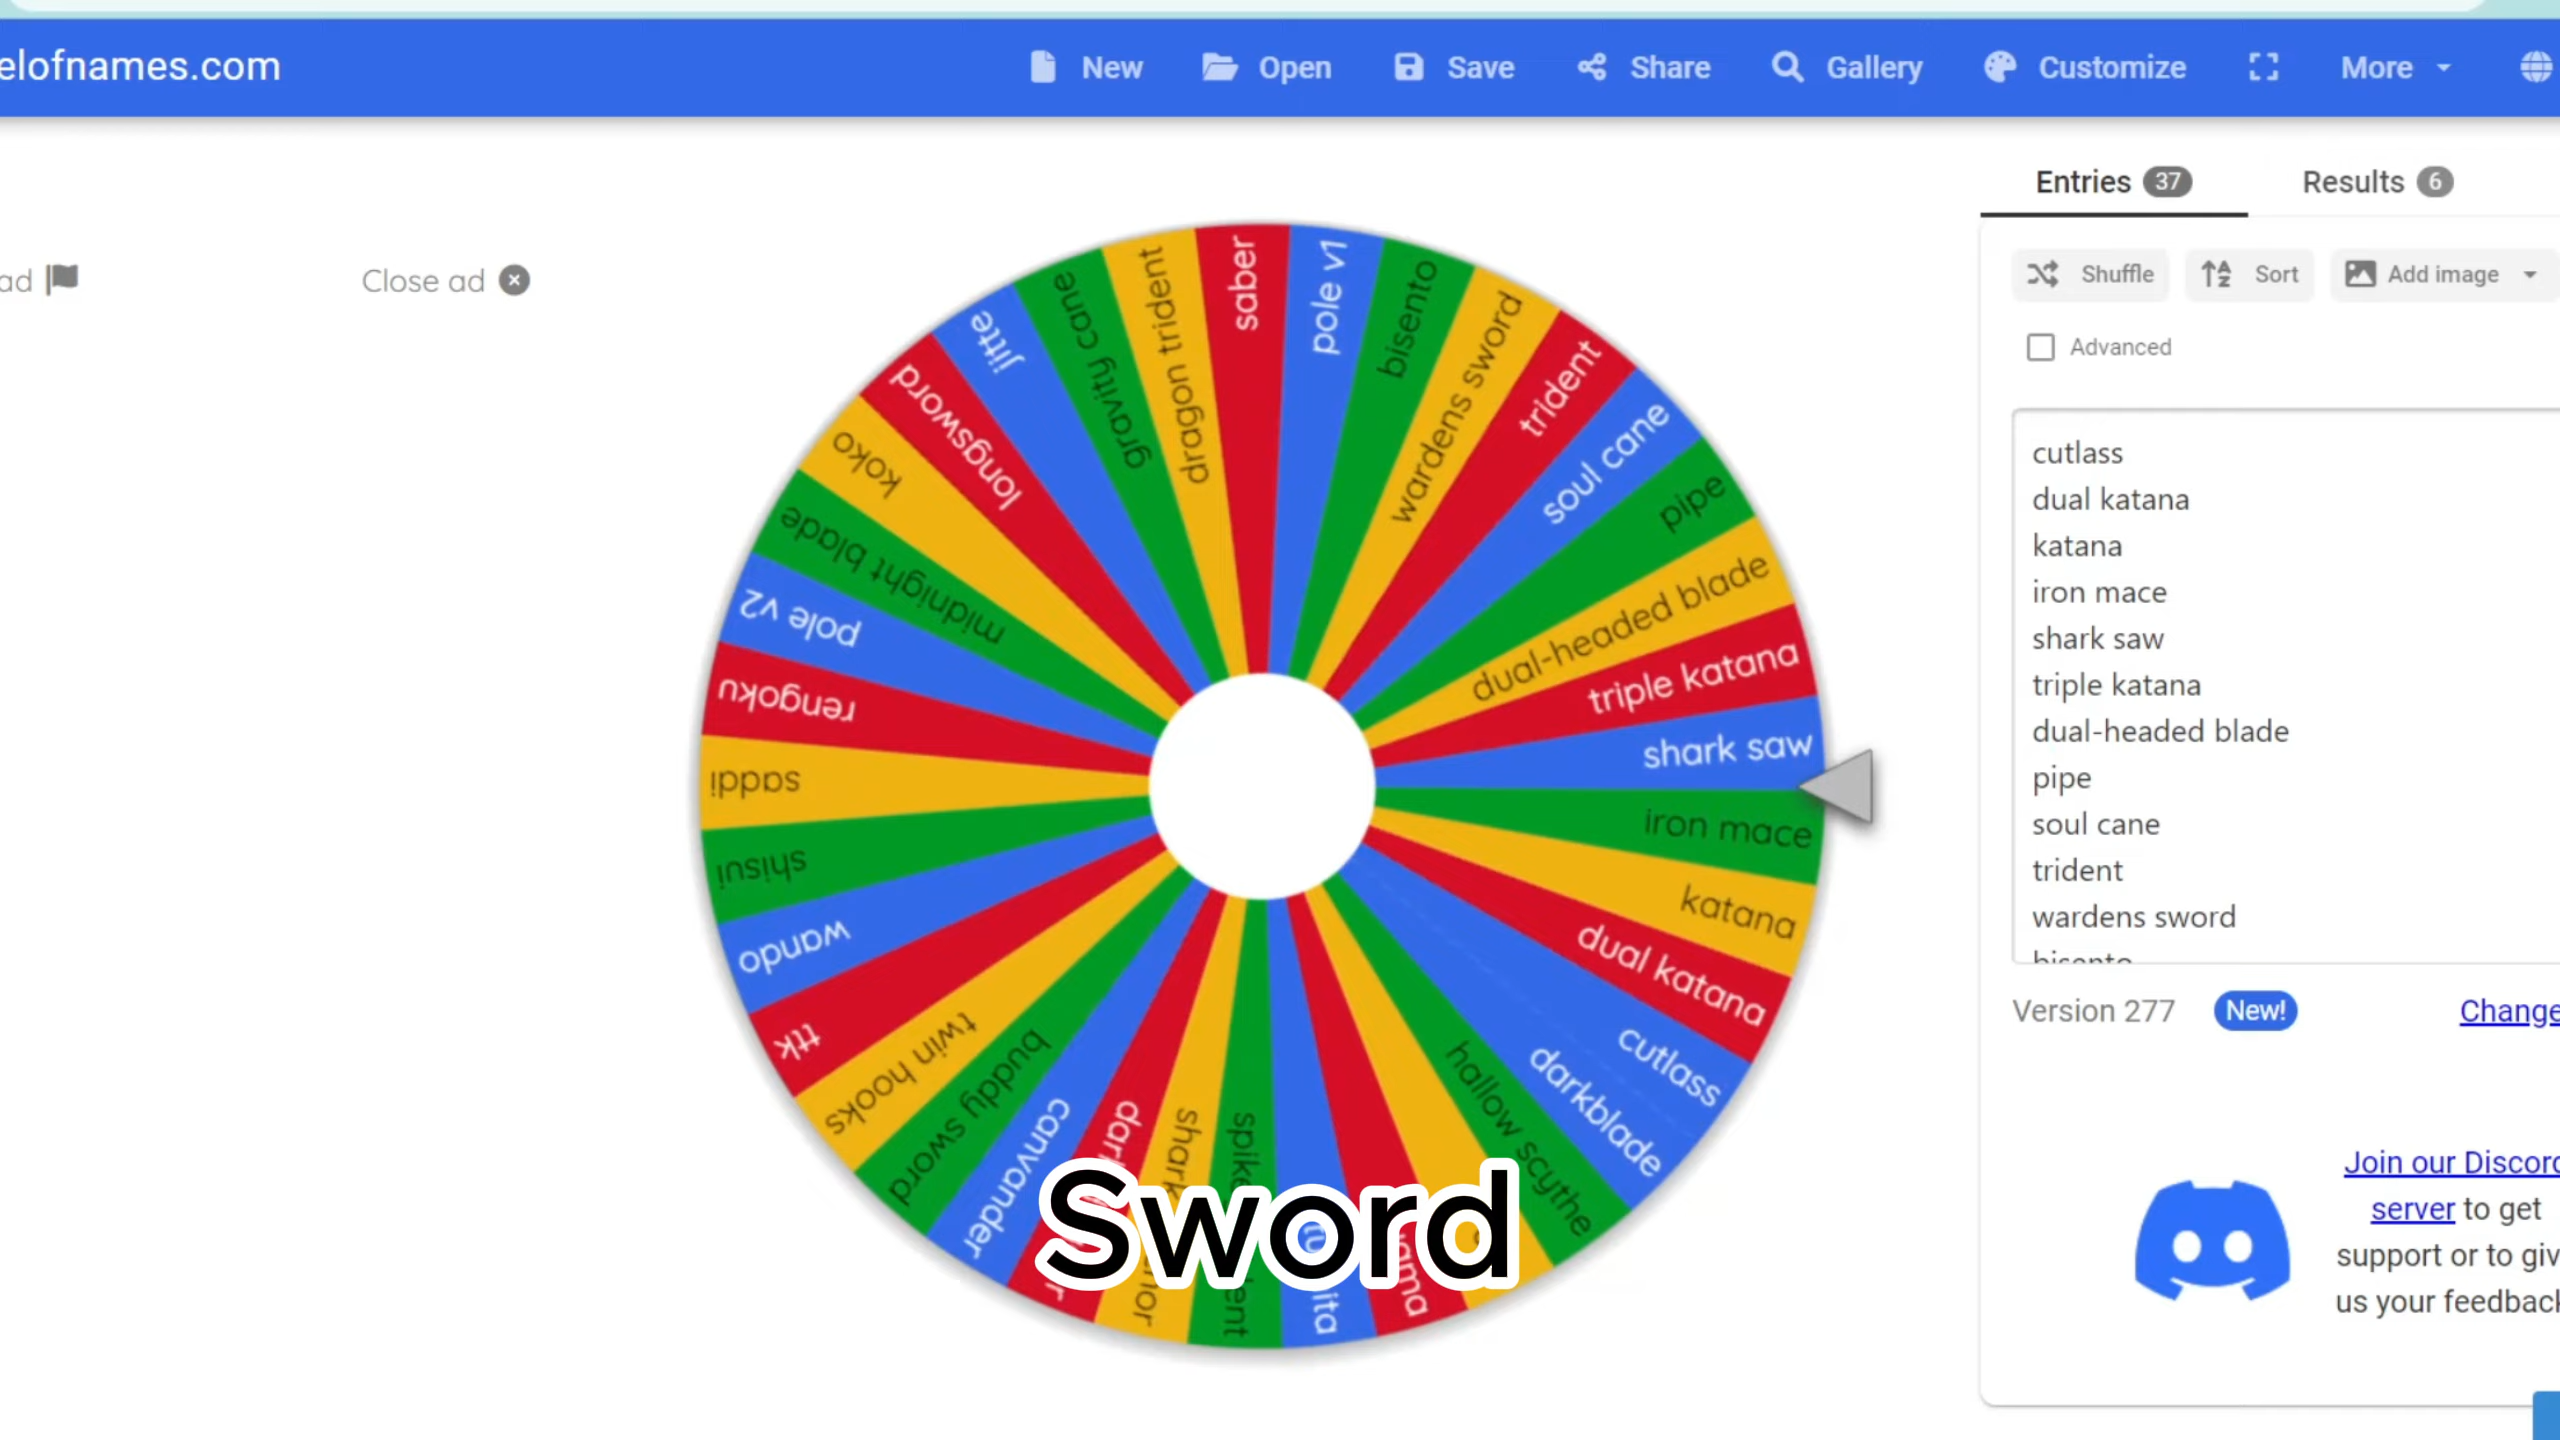 elofnames.com
New
Open
Save
Share
Gallery
Customize
More
Entries 37
Results 6
ad
Close ad
Shuffle
Sort
Add image
Advanced
cutlass
dual katana
katana
iron mace
shark saw
triple katana
dual-headed blade
pipe
soul cane
trident
wardens sword
bisento
Version 277
New!
Change
Join our Discord
server to get
support or to giv
us your feedback
saber
pole v1
bisento
wardens sword
trident
soul cane
pipe
dual-headed blade
triple katana
shark saw
iron mace
katana
dual katana
cutlass
darkblade
hallow scythe
canvander
buddy sword
twin hooks
ttk
wando
shisui
saddi
rengoku
pole v2
midnight blade
koko
longsword
jitte
gravity cane
dragon trident
Sword